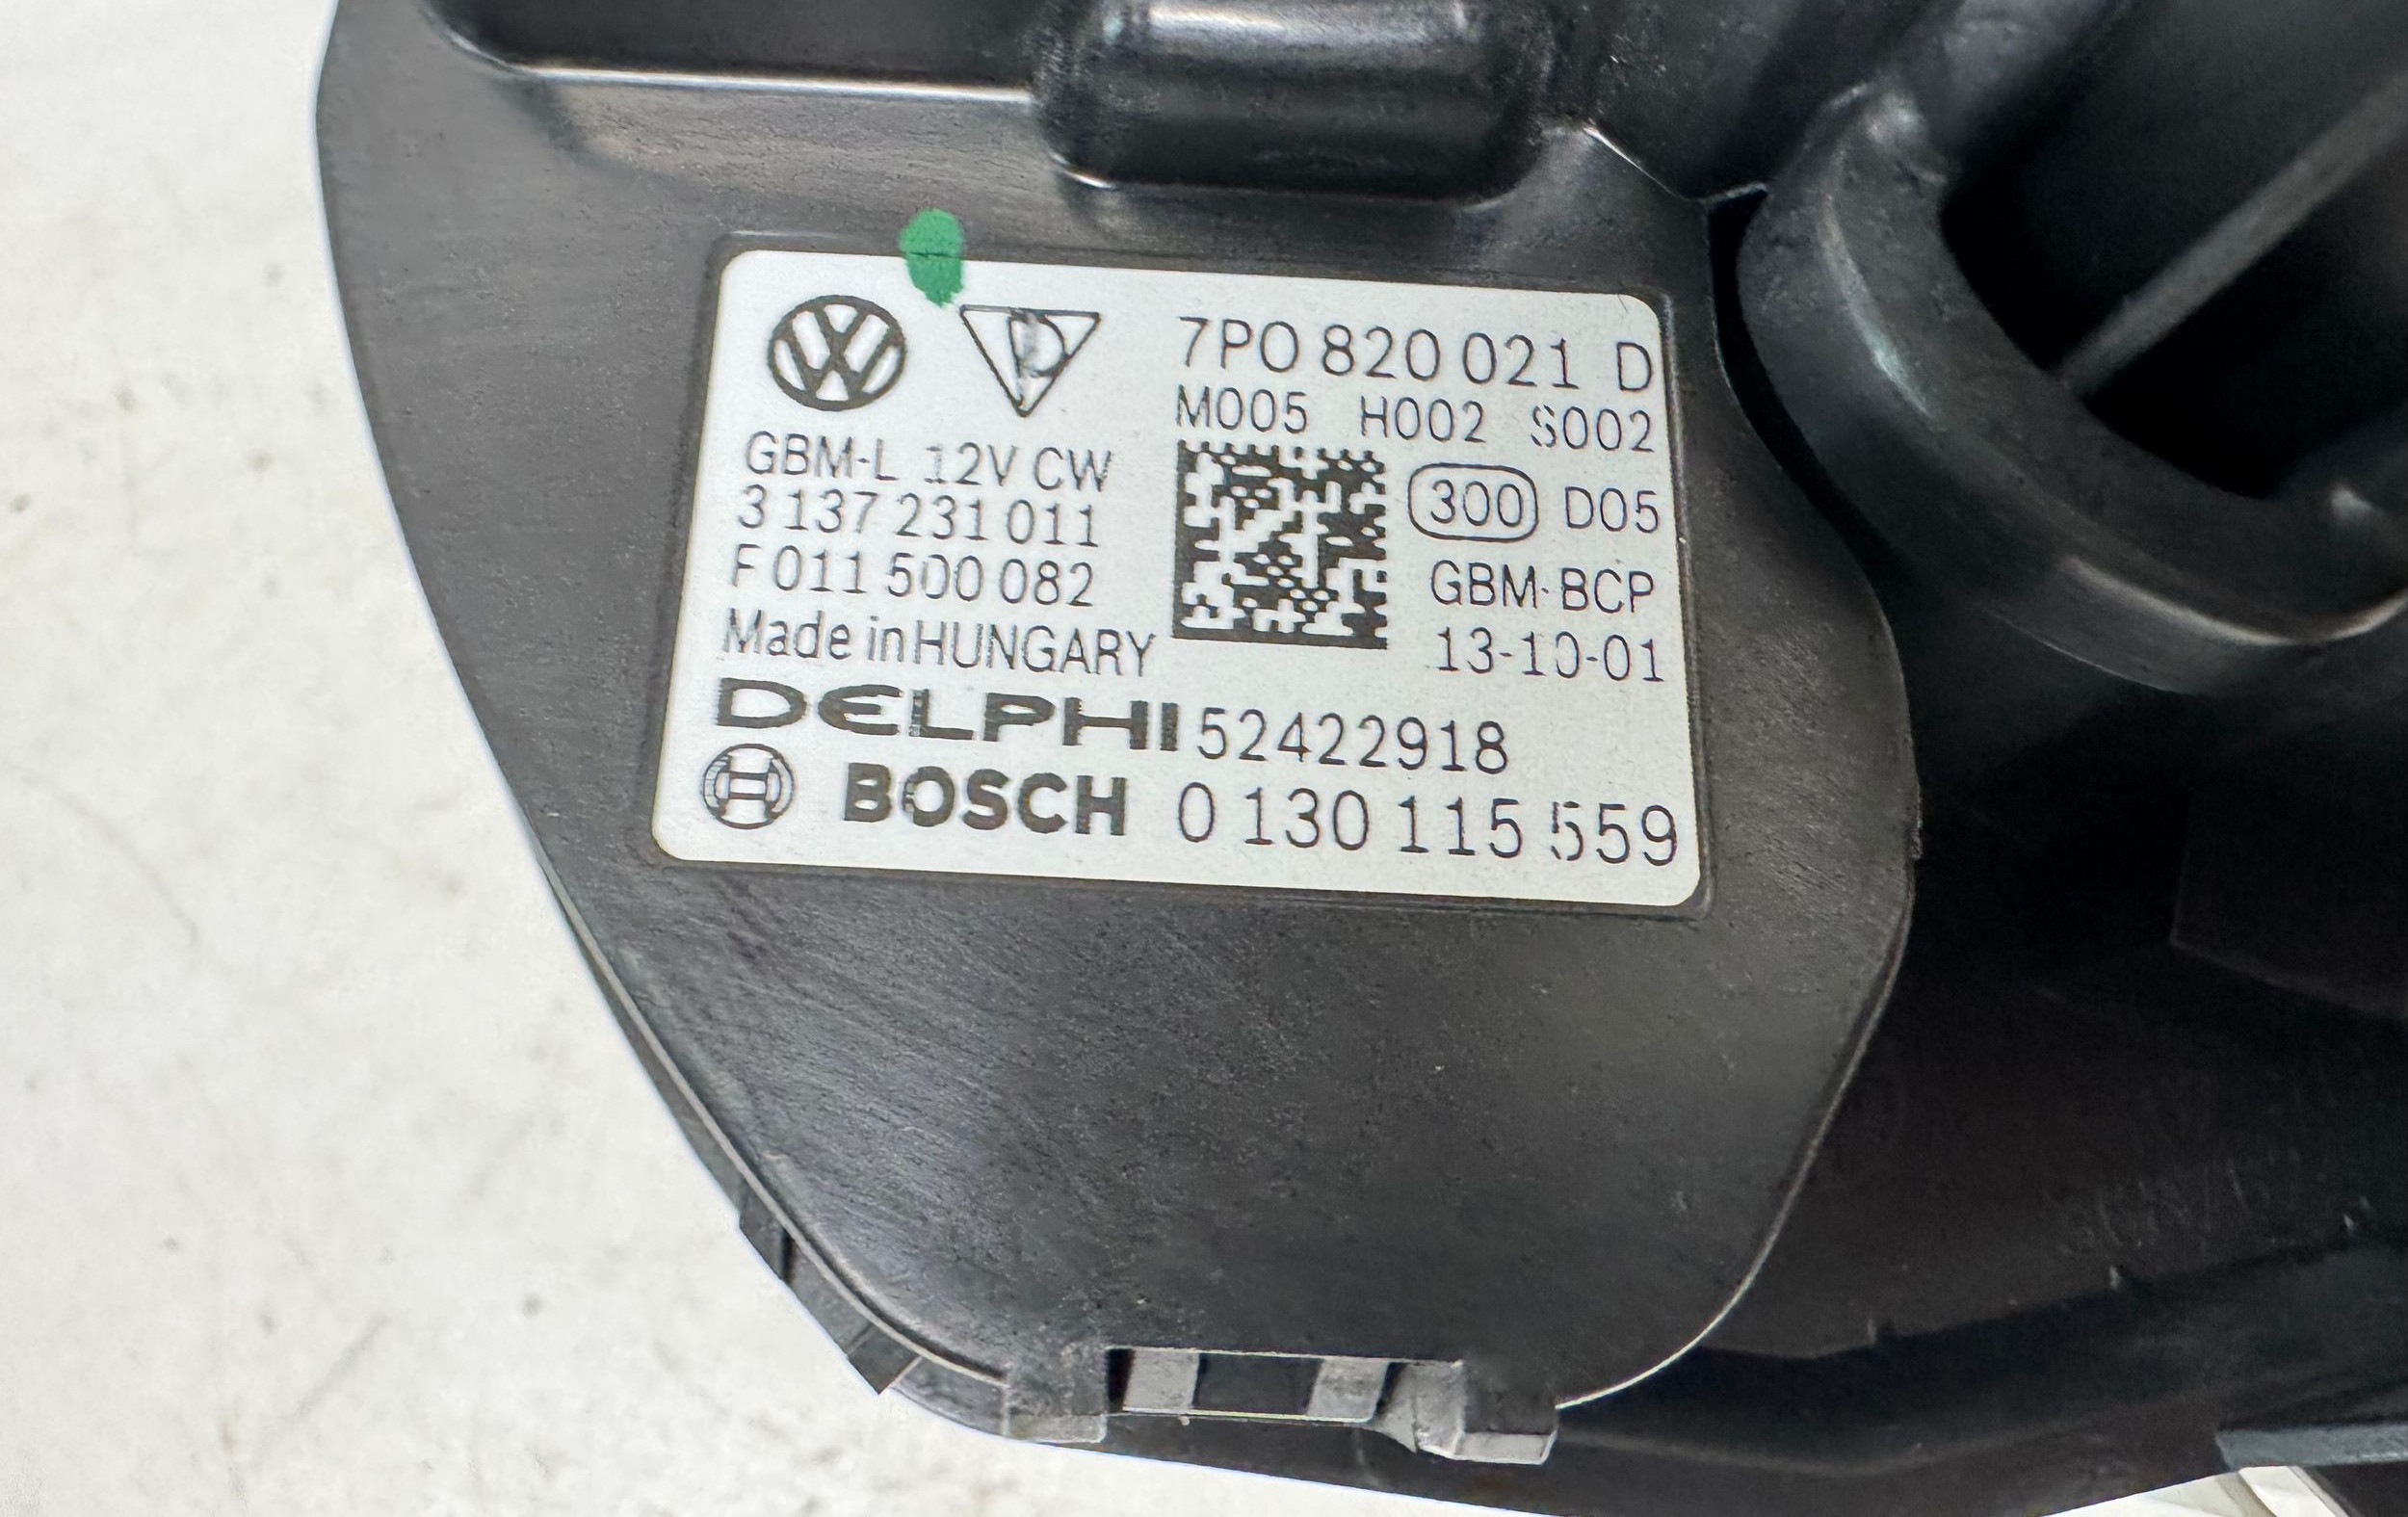 7P0 820 021 D
M005 H002 S002
GBM-L 12V CW
3 137 231 011
F 011 500 082
Made in HUNGARY
300 D05
GBM-BCP
13-10-01
DELPHI 52422918
BOSCH 0 130 115 559